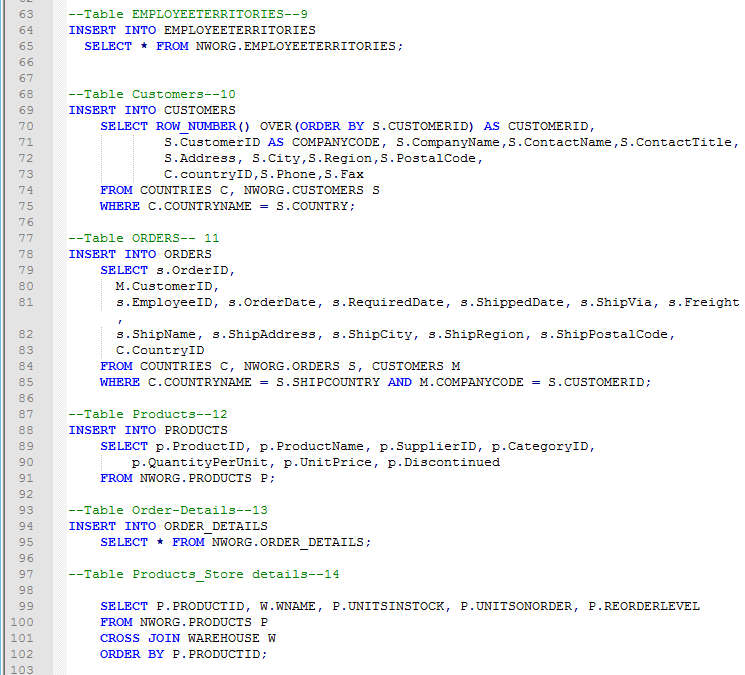 63 --Table EMPLOYEETERRITORIES--9
64 INSERT INTO EMPLOYEETERRITORIES
65 SELECT * FROM NWORG.EMPLOYEETERRITORIES;
66
67
68 --Table Customers--10
69 INSERT INTO CUSTOMERS
70 SELECT ROW_NUMBER() OVER(ORDER BY S.CUSTOMERID) AS CUSTOMERID,
71 S.CustomerID AS COMPANYCODE, S.CompanyName,S.ContactName,S.ContactTitle,
72 S.Address, S.City,S.Region,S.PostalCode,
73 C.countryID,S.Phone,S.Fax
74 FROM COUNTRIES C, NWORG.CUSTOMERS S
75 WHERE C.COUNTRYNAME = S.COUNTRY;
76
77 --Table ORDERS-- 11
78 INSERT INTO ORDERS
79 SELECT s.OrderID,
80 M.CustomerID,
81 s.EmployeeID, s.OrderDate, s.RequiredDate, s.ShippedDate, s.ShipVia, s.Freight
,
82 s.ShipName, s.ShipAddress, s.ShipCity, s.ShipRegion, s.ShipPostalCode,
83 C.CountryID
84 FROM COUNTRIES C, NWORG.ORDERS S, CUSTOMERS M
85 WHERE C.COUNTRYNAME = S.SHIPCOUNTRY AND M.COMPANYCODE = S.CUSTOMERID;
86
87 --Table Products--12
88 INSERT INTO PRODUCTS
89 SELECT p.ProductID, p.ProductName, p.SupplierID, p.CategoryID,
90 p.QuantityPerUnit, p.UnitPrice, p.Discontinued
91 FROM NWORG.PRODUCTS P;
92
93 --Table Order-Details--13
94 INSERT INTO ORDER_DETAILS
95 SELECT * FROM NWORG.ORDER_DETAILS;
96
97 --Table Products_Store details--14
98
99 SELECT P.PRODUCTID, W.WNAME, P.UNITSINSTOCK, P.UNITSONORDER, P.REORDERLEVEL
100 FROM NWORG.PRODUCTS P
101 CROSS JOIN WAREHOUSE W
102 ORDER BY P.PRODUCTID;
103